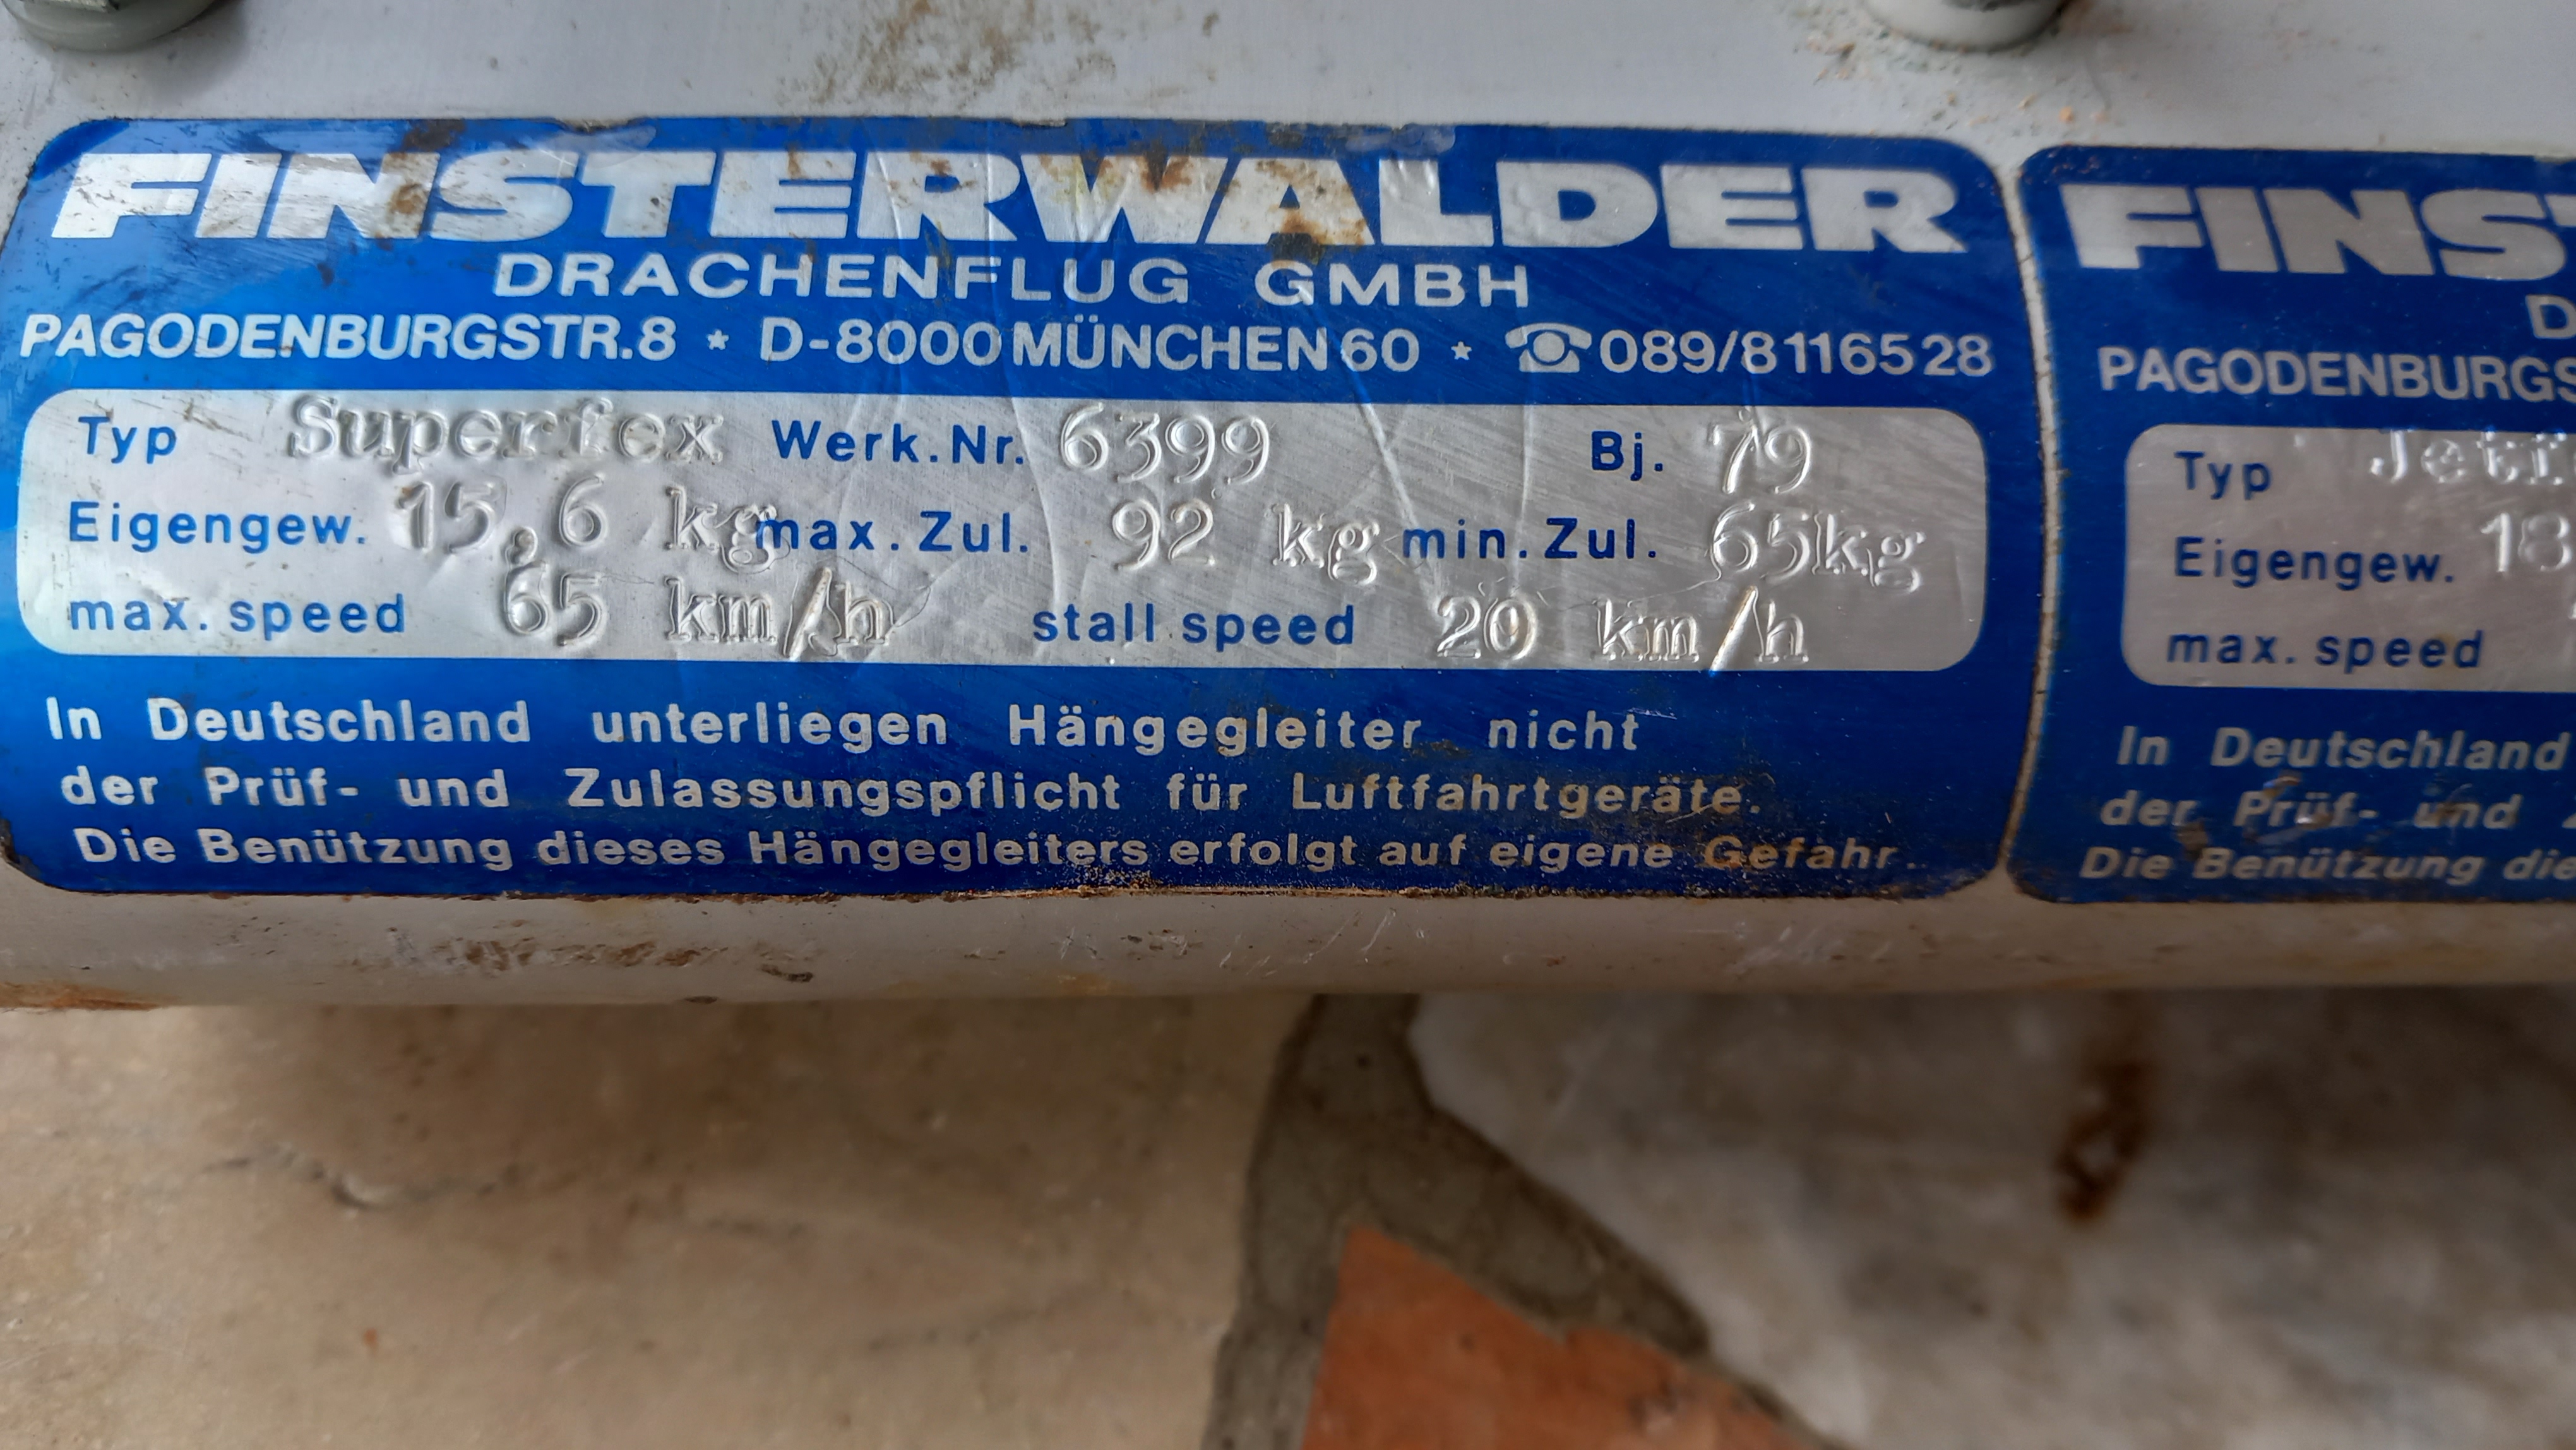 FINSTERWALDER
DRACHENFLUG GMBH
PAGODENBURGSTR.8 * D-8000 MÜNCHEN 60 * ☎ 089/8116528
Typ Superfex Werk.Nr. 6399 Bj. 79
Eigengew. 15,6 kg max. Zul. 92 kg min. Zul. 65kg
max. speed 65 km/h stall speed 20 km/h
In Deutschland unterliegen Hängegleiter nicht
der Prüf- und Zulassungspflicht für Luftfahrtgeräte.
Die Benützung dieses Hängegleiters erfolgt auf eigene Gefahr.
FINS
D
PAGODENBURGS
Typ
Eigengew. 18
max. speed
In Deutschland
der Prüf- und
Die Benützung die